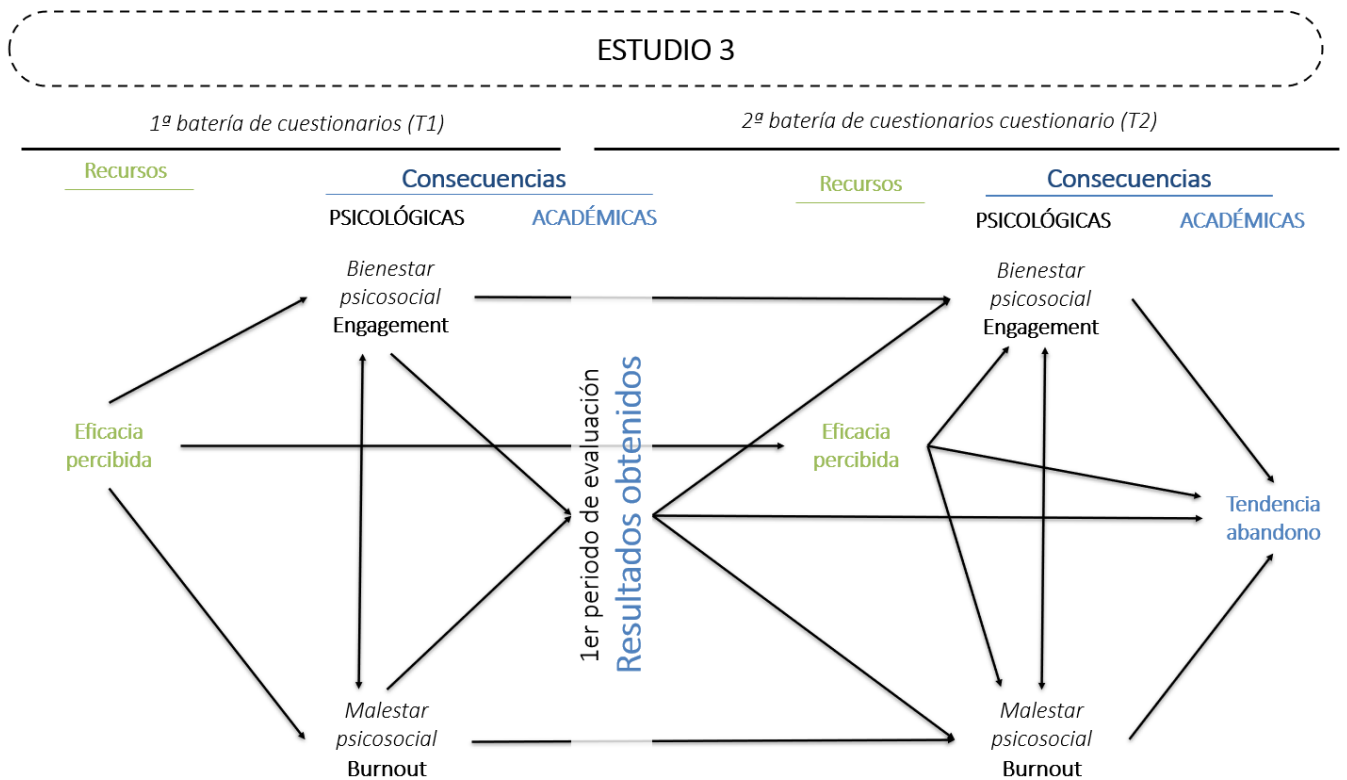 ESTUDIO 3
1ª batería de cuestionarios (T1)
2ª batería de cuestionarios cuestionario (T2)
Recursos
Consecuencias
PSICOLÓGICAS
ACADÉMICAS
Bienestar
psicosocial
Engagement
Eficacia
percibida
Malestar
psicosocial
Burnout
1er periodo de evaluación
Resultados obtenidos
Recursos
Consecuencias
PSICOLÓGICAS
ACADÉMICAS
Bienestar
psicosocial
Engagement
Eficacia
percibida
Tendencia
abandono
Malestar
psicosocial
Burnout